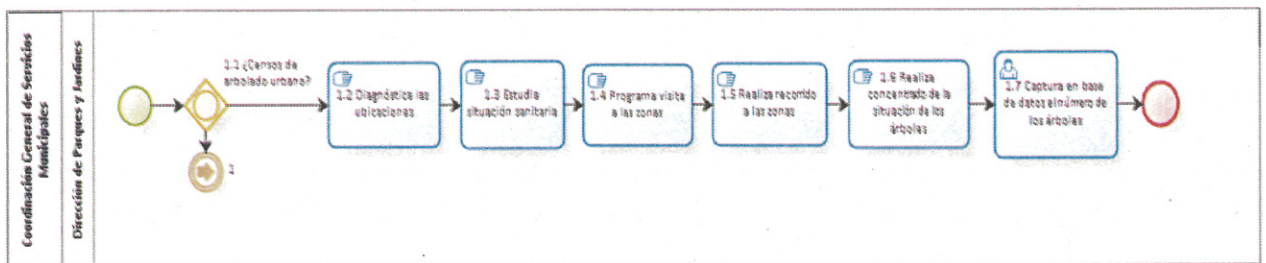 Coordinación General de Servicios
Municipales
Dirección de Parques y Jardines
1.1 ¿Censos de
arbolado urbano?
1.2 Diagnóstica las
ubicaciones
1.3 Estudia
situación sanitaria
1.4 Programa visita
a las zonas
1.5 Realiza recorrido
a las zonas
1.6 Realiza
concentrado de la
situación de los
árboles
1.7 Captura en base
de datos el número de
los árboles